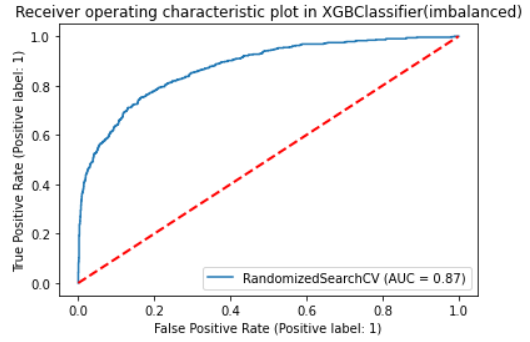 Receiver operating characteristic plot in XGBClassifier(imbalanced)
1.0
0.8
0.6
0.4
0.2
0.0
True Positive Rate (Positive label: 1)
RandomizedSearchCV (AUC = 0.87)
0.0 0.2 0.4 0.6 0.8 1.0
False Positive Rate (Positive label: 1)